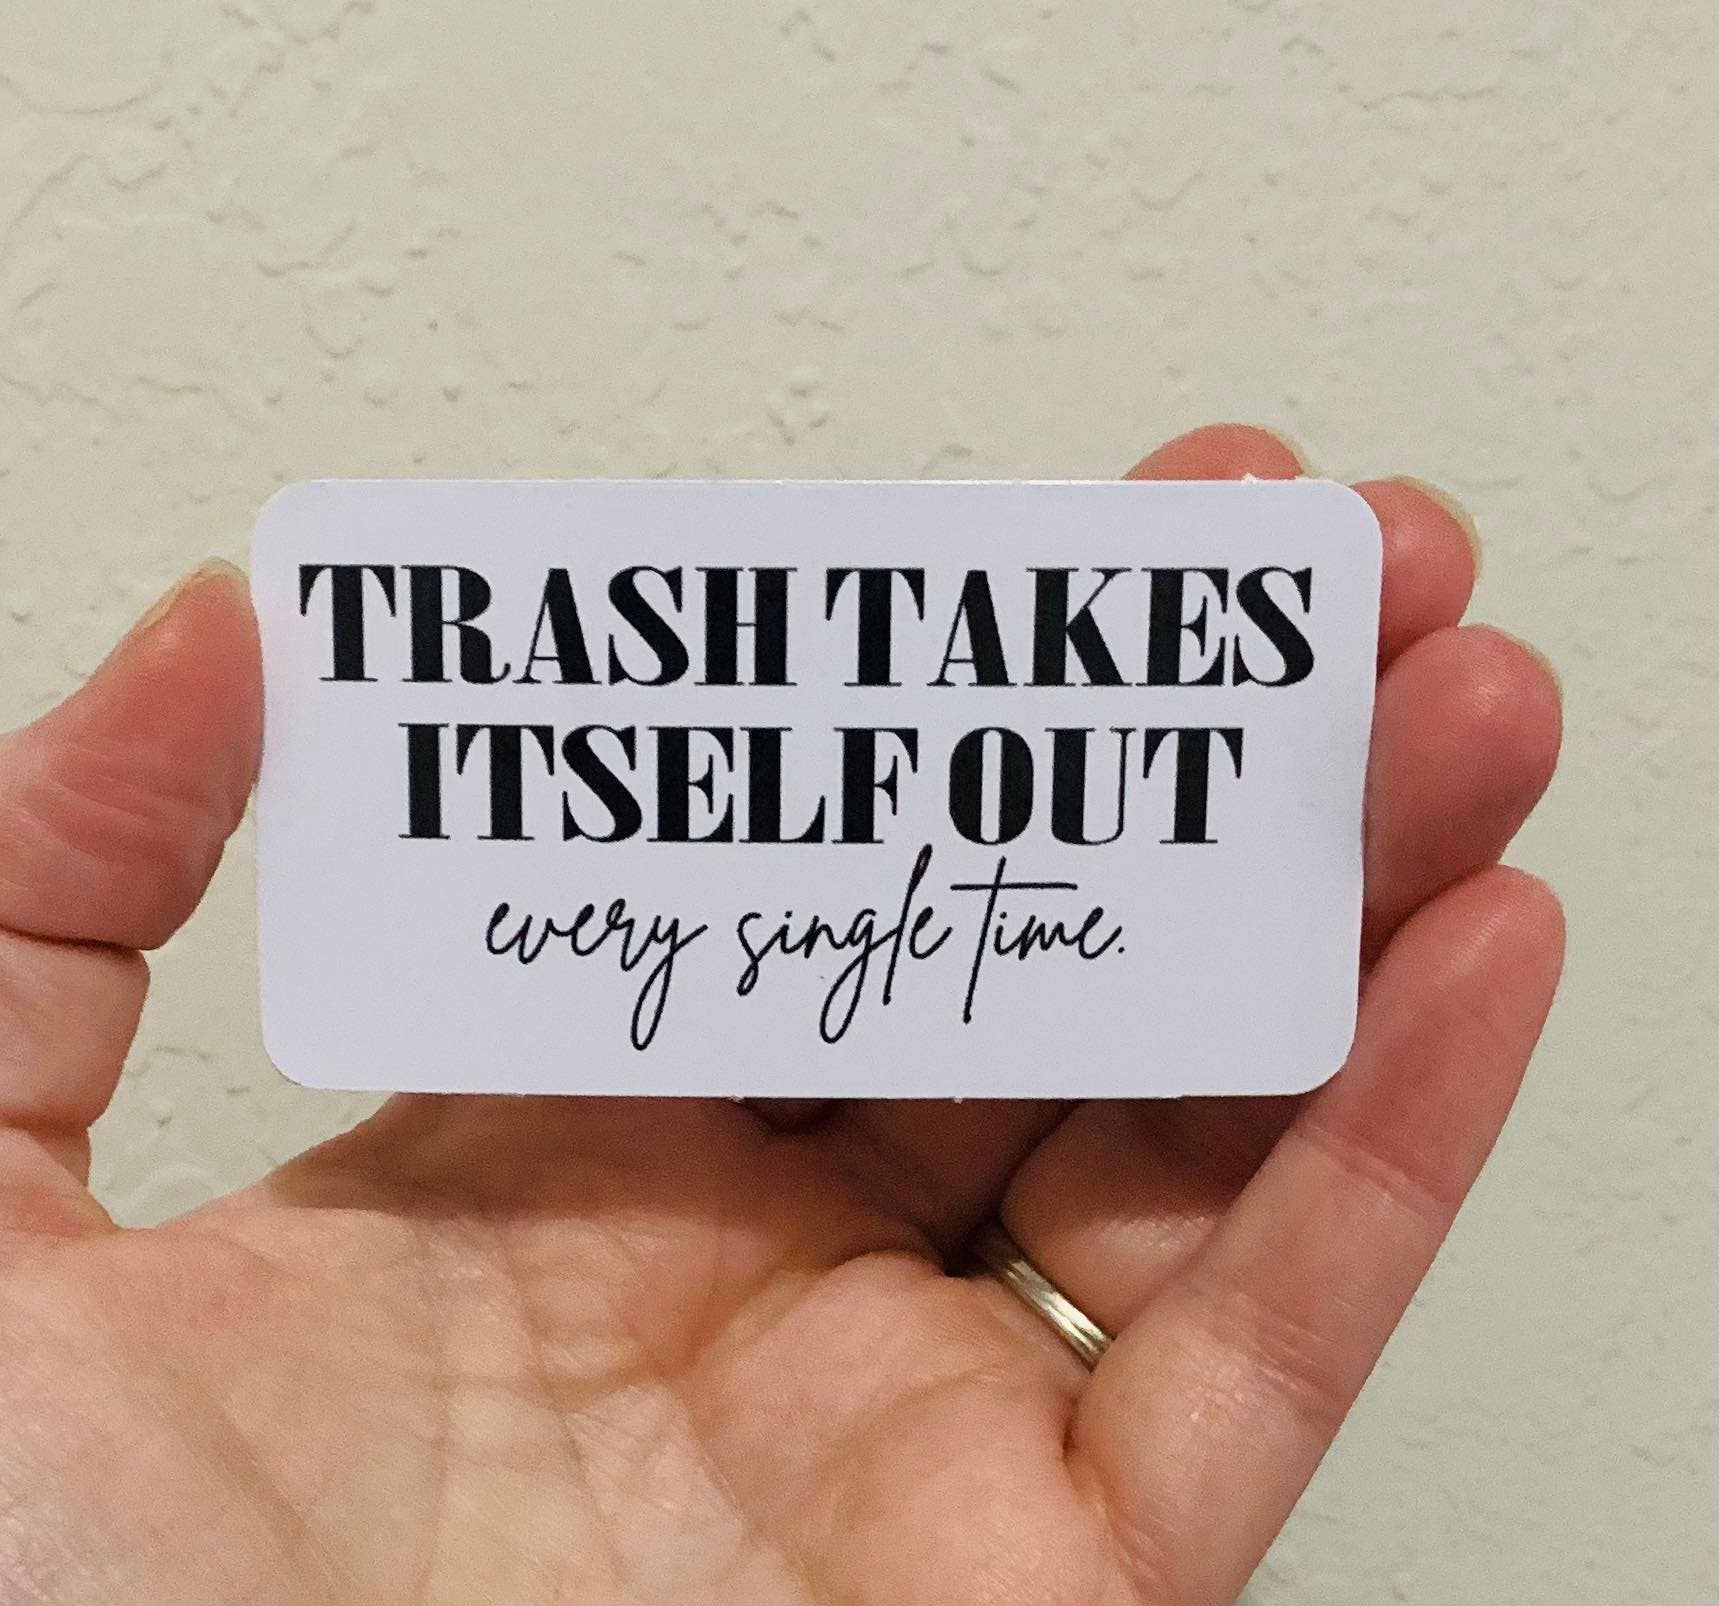 TRASH TAKES
ITSELF OUT
every single time.